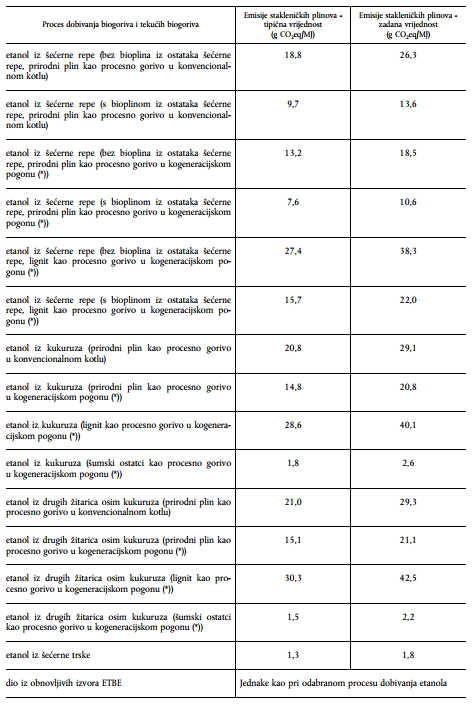 Proces dobivanja biogoriva i tekućih biogoriva
Emisije stakleničkih plinova -
tipična vrijednost
(g CO₂eq/MJ)
Emisije stakleničkih plinova -
zadana vrijednost
(g CO₂eq/MJ)
etanol iz šećerne repe (bez bioplina iz ostataka šećerne
repe, prirodni plin kao procesno gorivo u konvencional-
nom kotlu)
18,8
26,3
etanol iz šećerne repe (s bioplinom iz ostataka šećerne
repe, prirodni plin kao procesno gorivo u konvencional-
nom kotlu)
9,7
13,6
etanol iz šećerne repe (bez bioplina iz ostataka šećerne
repe, prirodni plin kao procesno gorivo u kogeneracijskom
pogonu (*))
13,2
18,5
etanol iz šećerne repe (s bioplinom iz ostataka šećerne
repe, prirodni plin kao procesno gorivo u kogeneracijskom
pogonu (*))
7,6
10,6
etanol iz šećerne repe (bez bioplina iz ostataka šećerne
repe, lignit kao procesno gorivo u kogeneracijskom po-
gonu (*))
27,4
38,3
etanol iz šećerne repe (s bioplinom iz ostataka šećerne
repe, lignit kao procesno gorivo u kogeneracijskom po-
gonu (*))
15,7
22,0
etanol iz kukuruza (prirodni plin kao procesno gorivo
u konvencionalnom kotlu)
20,8
29,1
etanol iz kukuruza (prirodni plin kao procesno gorivo
u kogeneracijskom pogonu (*))
14,8
20,8
etanol iz kukuruza (lignit kao procesno gorivo u kogenera-
cijskom pogonu (*))
28,6
40,1
etanol iz kukuruza (šumski ostatci kao procesno gorivo
u kogeneracijskom pogonu (*))
1,8
2,6
etanol iz drugih žitarica osim kukuruza (prirodni plin kao
procesno gorivo u konvencionalnom kotlu)
21,0
29,3
etanol iz drugih žitarica osim kukuruza (prirodni plin kao
procesno gorivo u kogeneracijskom pogonu (*))
15,1
21,1
etanol iz drugih žitarica osim kukuruza (lignit kao pro-
cesno gorivo u kogeneracijskom pogonu (*))
30,3
42,5
etanol iz drugih žitarica osim kukuruza (šumski ostatci
kao procesno gorivo u kogeneracijskom pogonu (*))
1,5
2,2
etanol iz šećerne trske
1,3
1,8
dio iz obnovljivih izvora ETBE
Jednake kao pri odabranom procesu dobivanja etanola